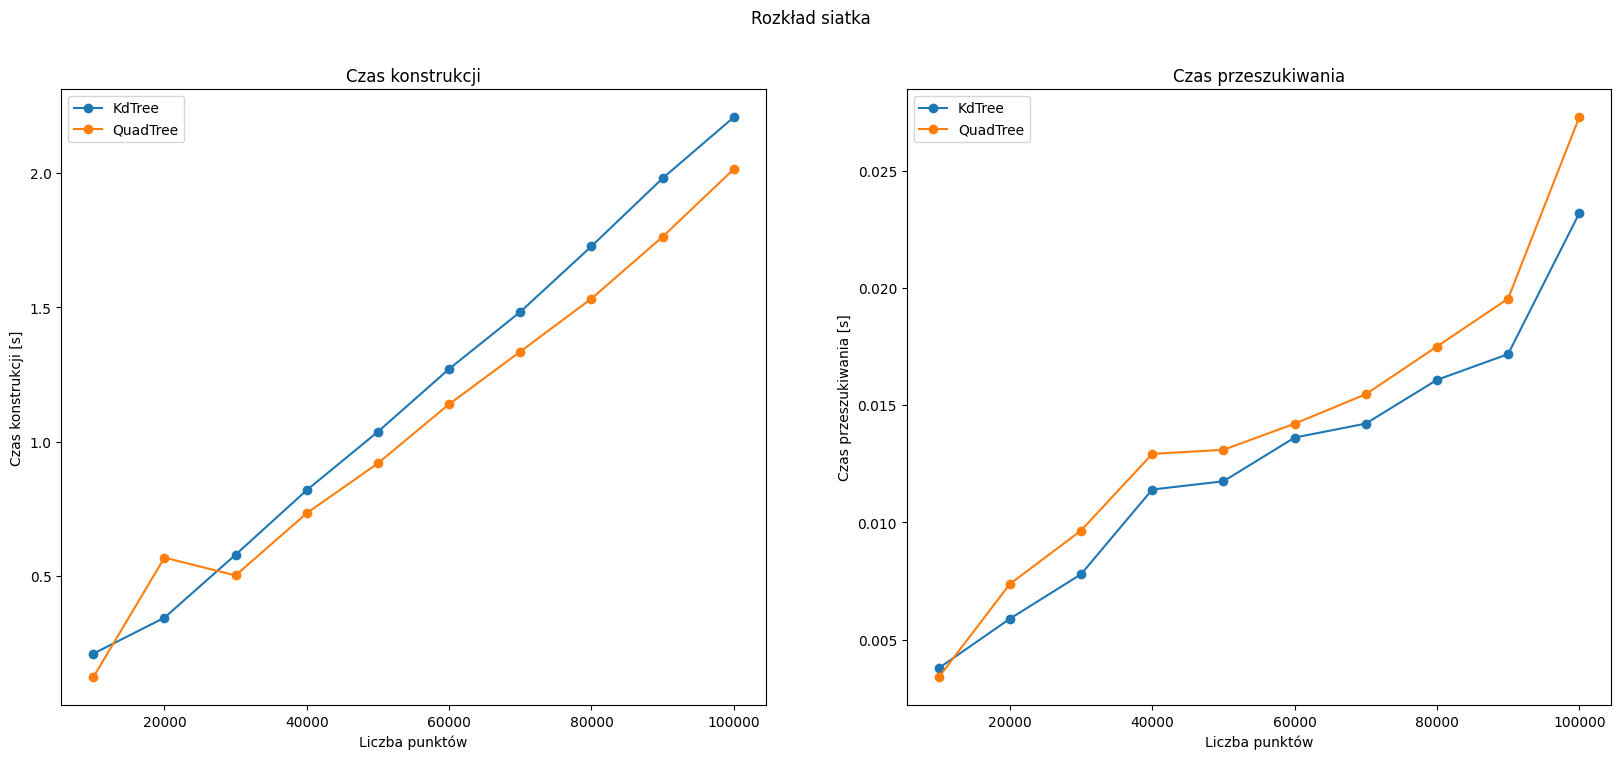 Rozkład siatka
Czas konstrukcji
KdTree
QuadTree
2.0
1.5
1.0
0.5
Czas konstrukcji [s]
20000 40000 60000 80000 100000
Liczba punktów
Czas przeszukiwania
KdTree
QuadTree
0.025
0.020
0.015
0.010
0.005
Czas przeszukiwania [s]
20000 40000 60000 80000 100000
Liczba punktów